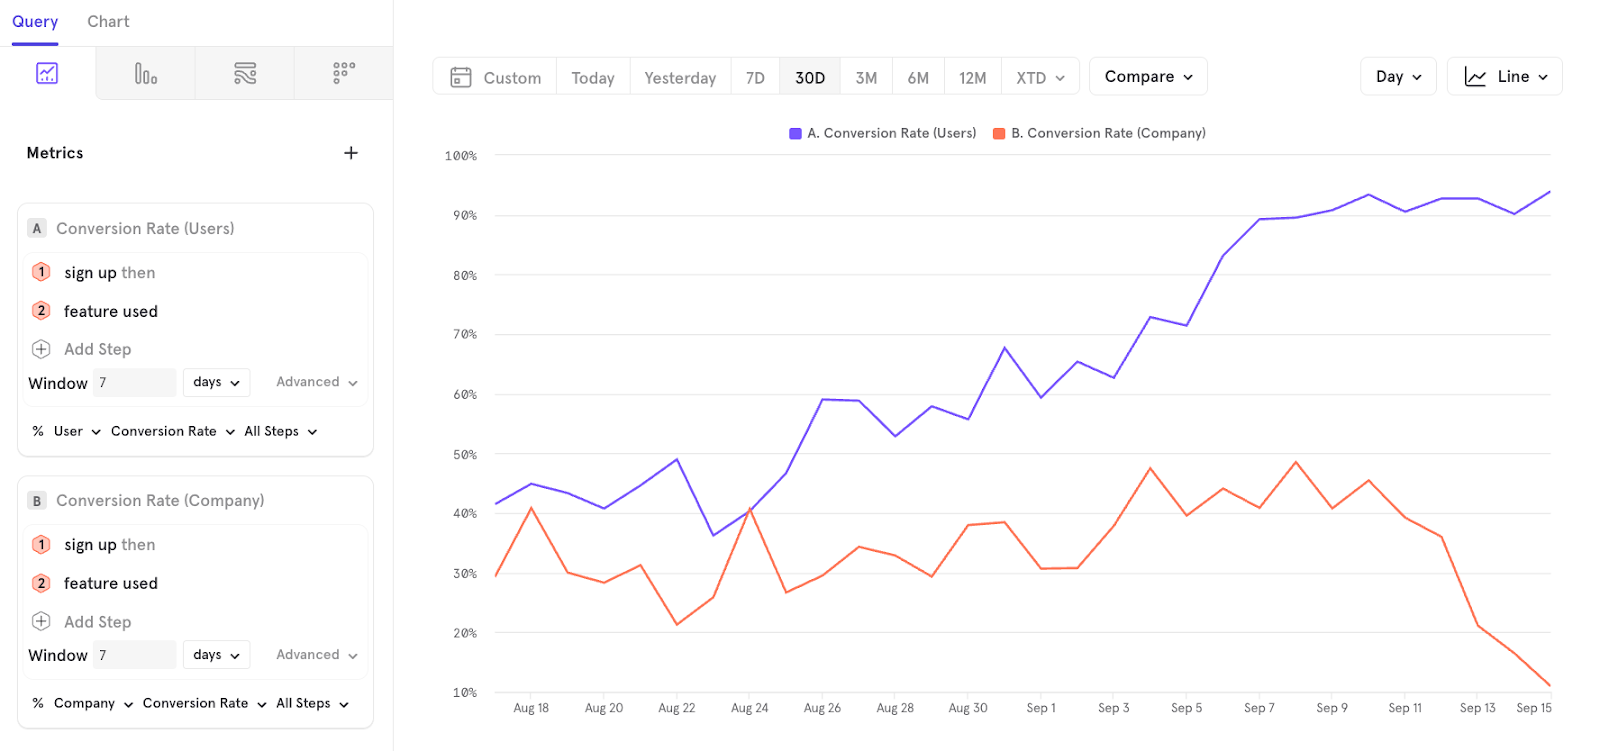 Query Chart
Custom Today Yesterday 7D 30D 3M 6M 12M XTD Compare Day Line
Metrics
A Conversion Rate (Users)
1 sign up then
2 feature used
Add Step
Window 7 days Advanced
% User Conversion Rate All Steps
B Conversion Rate (Company)
1 sign up then
2 feature used
Add Step
Window 7 days Advanced
% Company Conversion Rate All Steps
A. Conversion Rate (Users) B. Conversion Rate (Company)
100%
90%
80%
70%
60%
50%
40%
30%
20%
10%
Aug 18 Aug 20 Aug 22 Aug 24 Aug 26 Aug 28 Aug 30 Sep 1 Sep 3 Sep 5 Sep 7 Sep 9 Sep 11 Sep 13 Sep 15